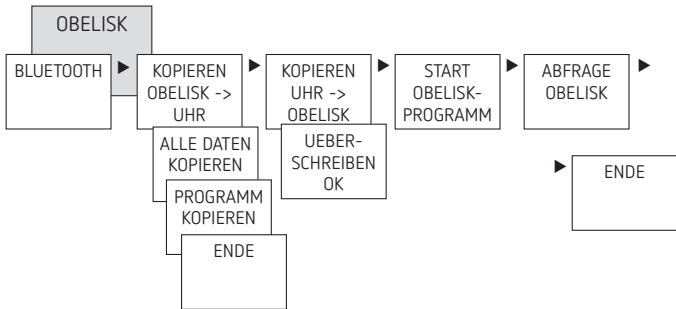 OBELISK
BLUETOOTH
KOPIEREN
OBELISK ->
UHR
ALLE DATEN
KOPIEREN
PROGRAMM
KOPIEREN
ENDE
KOPIEREN
UHR ->
OBELISK
UEBER-
SCHREIBEN
OK
START
OBELISK-
PROGRAMM
ABFRAGE
OBELISK
ENDE